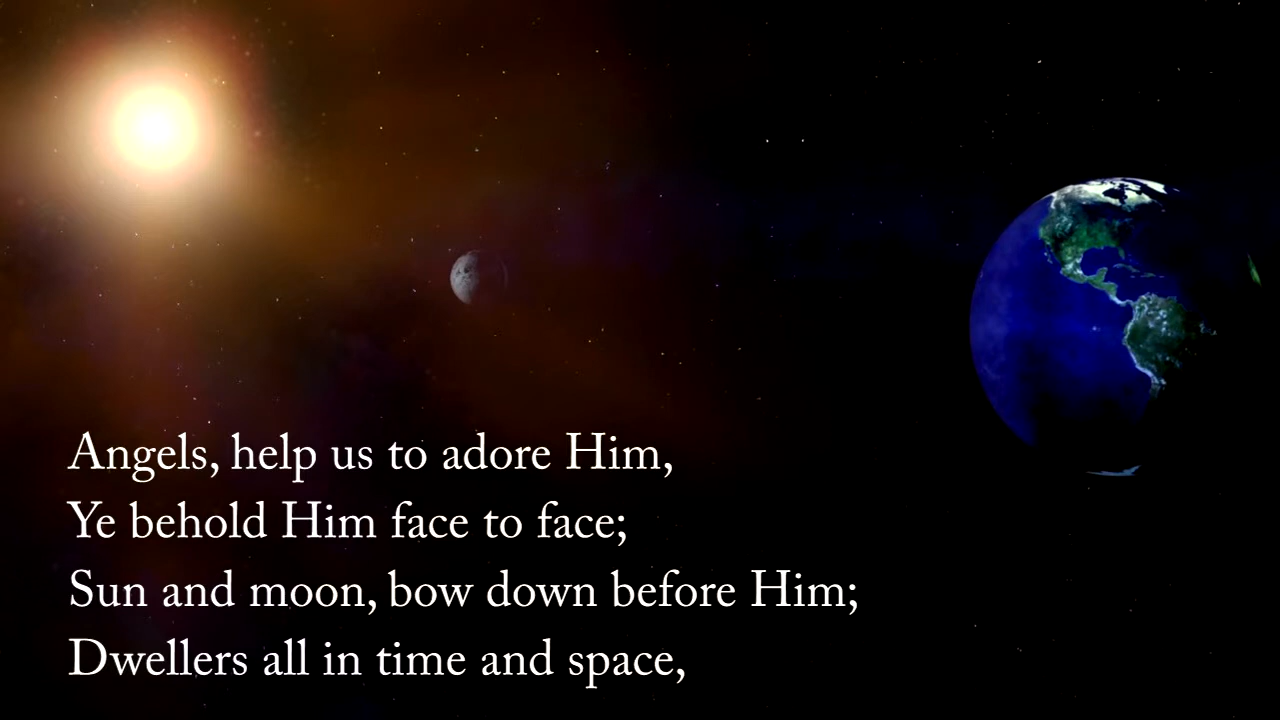 Angels, help us to adore Him,
Ye behold Him face to face;
Sun and moon, bow down before Him;
Dwellers all in time and space,